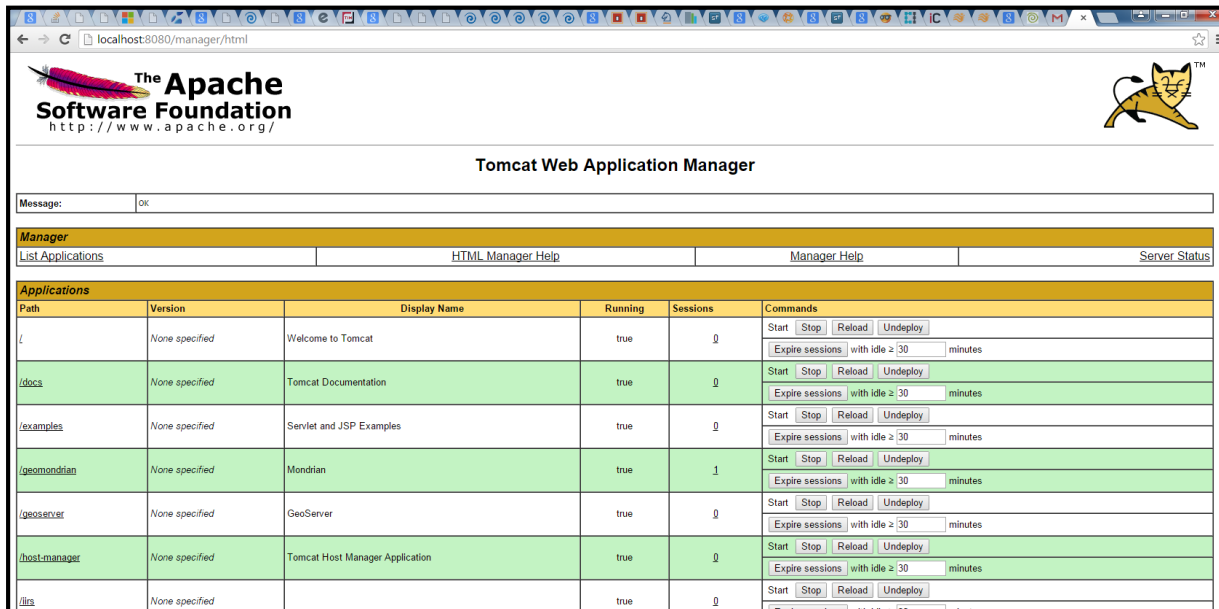 localhost:8080/manager/html
The Apache
Software Foundation
http://www.apache.org/
TM
Tomcat Web Application Manager
Message: OK
Manager
List Applications HTML Manager Help Manager Help Server Status
Applications
Path Version Display Name Running Sessions Commands
/ None specified Welcome to Tomcat true 0 Start Stop Reload Undeploy
Expire sessions with idle ≥ 30 minutes
/docs None specified Tomcat Documentation true 0 Start Stop Reload Undeploy
Expire sessions with idle ≥ 30 minutes
/examples None specified Servlet and JSP Examples true 0 Start Stop Reload Undeploy
Expire sessions with idle ≥ 30 minutes
/geomondrian None specified Mondrian true 1 Start Stop Reload Undeploy
Expire sessions with idle ≥ 30 minutes
/geoserver None specified GeoServer true 0 Start Stop Reload Undeploy
Expire sessions with idle ≥ 30 minutes
/host-manager None specified Tomcat Host Manager Application true 0 Start Stop Reload Undeploy
Expire sessions with idle ≥ 30 minutes
None specified true 0 Start Stop Reload Undeploy